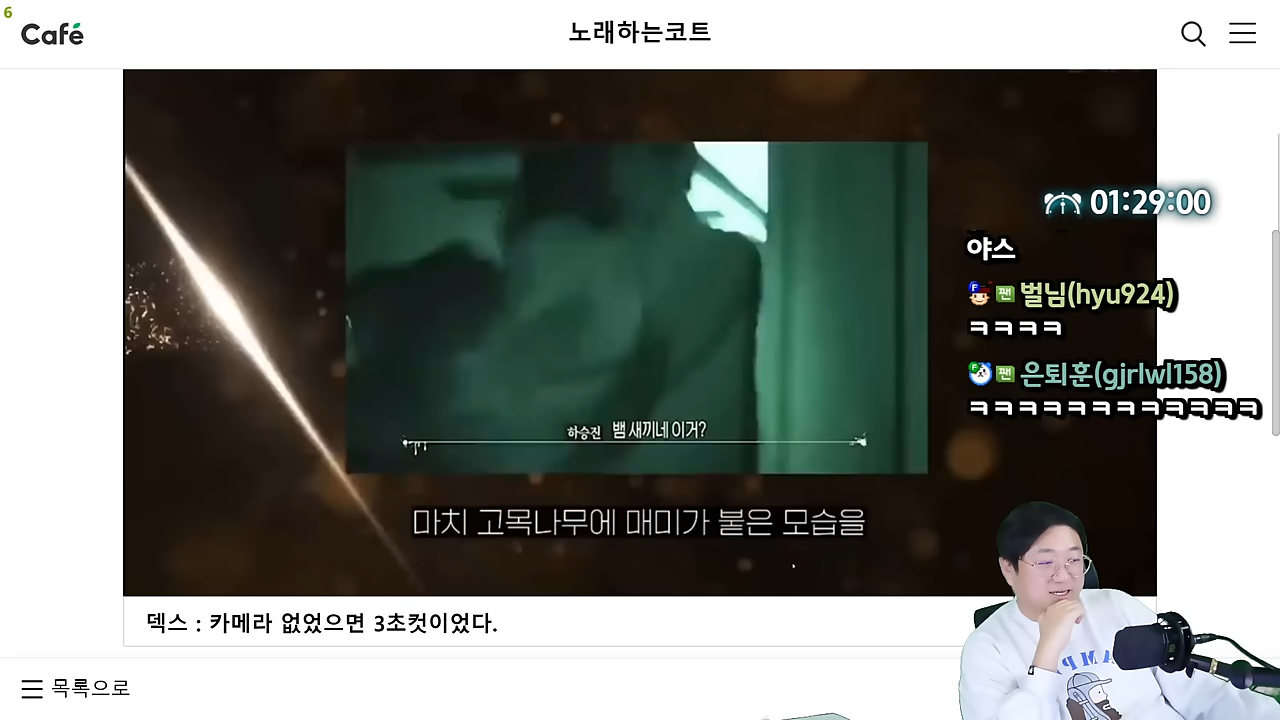 6
Café
노래하는코트
01:29:00
야스
F 팬 벌님(hyu924)
ㅋㅋㅋㅋ
F 팬 은퇴훈(gjrlwl158)
ㅋㅋㅋㅋㅋㅋㅋㅋㅋㅋㅋㅋ
하승진 뱀 새끼네 이거?
마치 고목나무에 매미가 붙은 모습을
덱스 : 카메라 없었으면 3초컷이었다.
목록으로